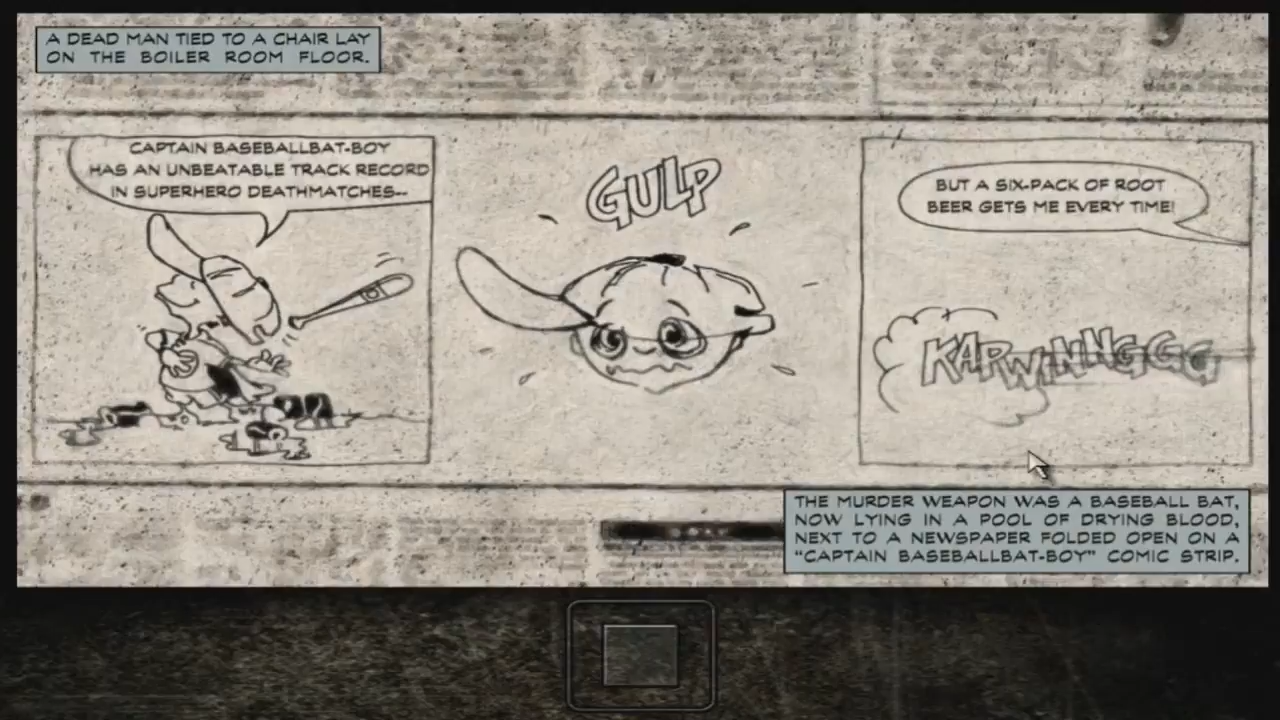 A DEAD MAN TIED TO A CHAIR LAY
ON THE BOILER ROOM FLOOR.
CAPTAIN BASEBALLBAT-BOY
HAS AN UNBEATABLE TRACK RECORD
IN SUPERHERO DEATHMATCHES--
GULP
BUT A SIX-PACK OF ROOT
BEER GETS ME EVERY TIME!
KARWINNGGG
THE MURDER WEAPON WAS A BASEBALL BAT,
NOW LYING IN A POOL OF DRYING BLOOD,
NEXT TO A NEWSPAPER FOLDED OPEN ON A
“CAPTAIN BASEBALLBAT-BOY” COMIC STRIP.